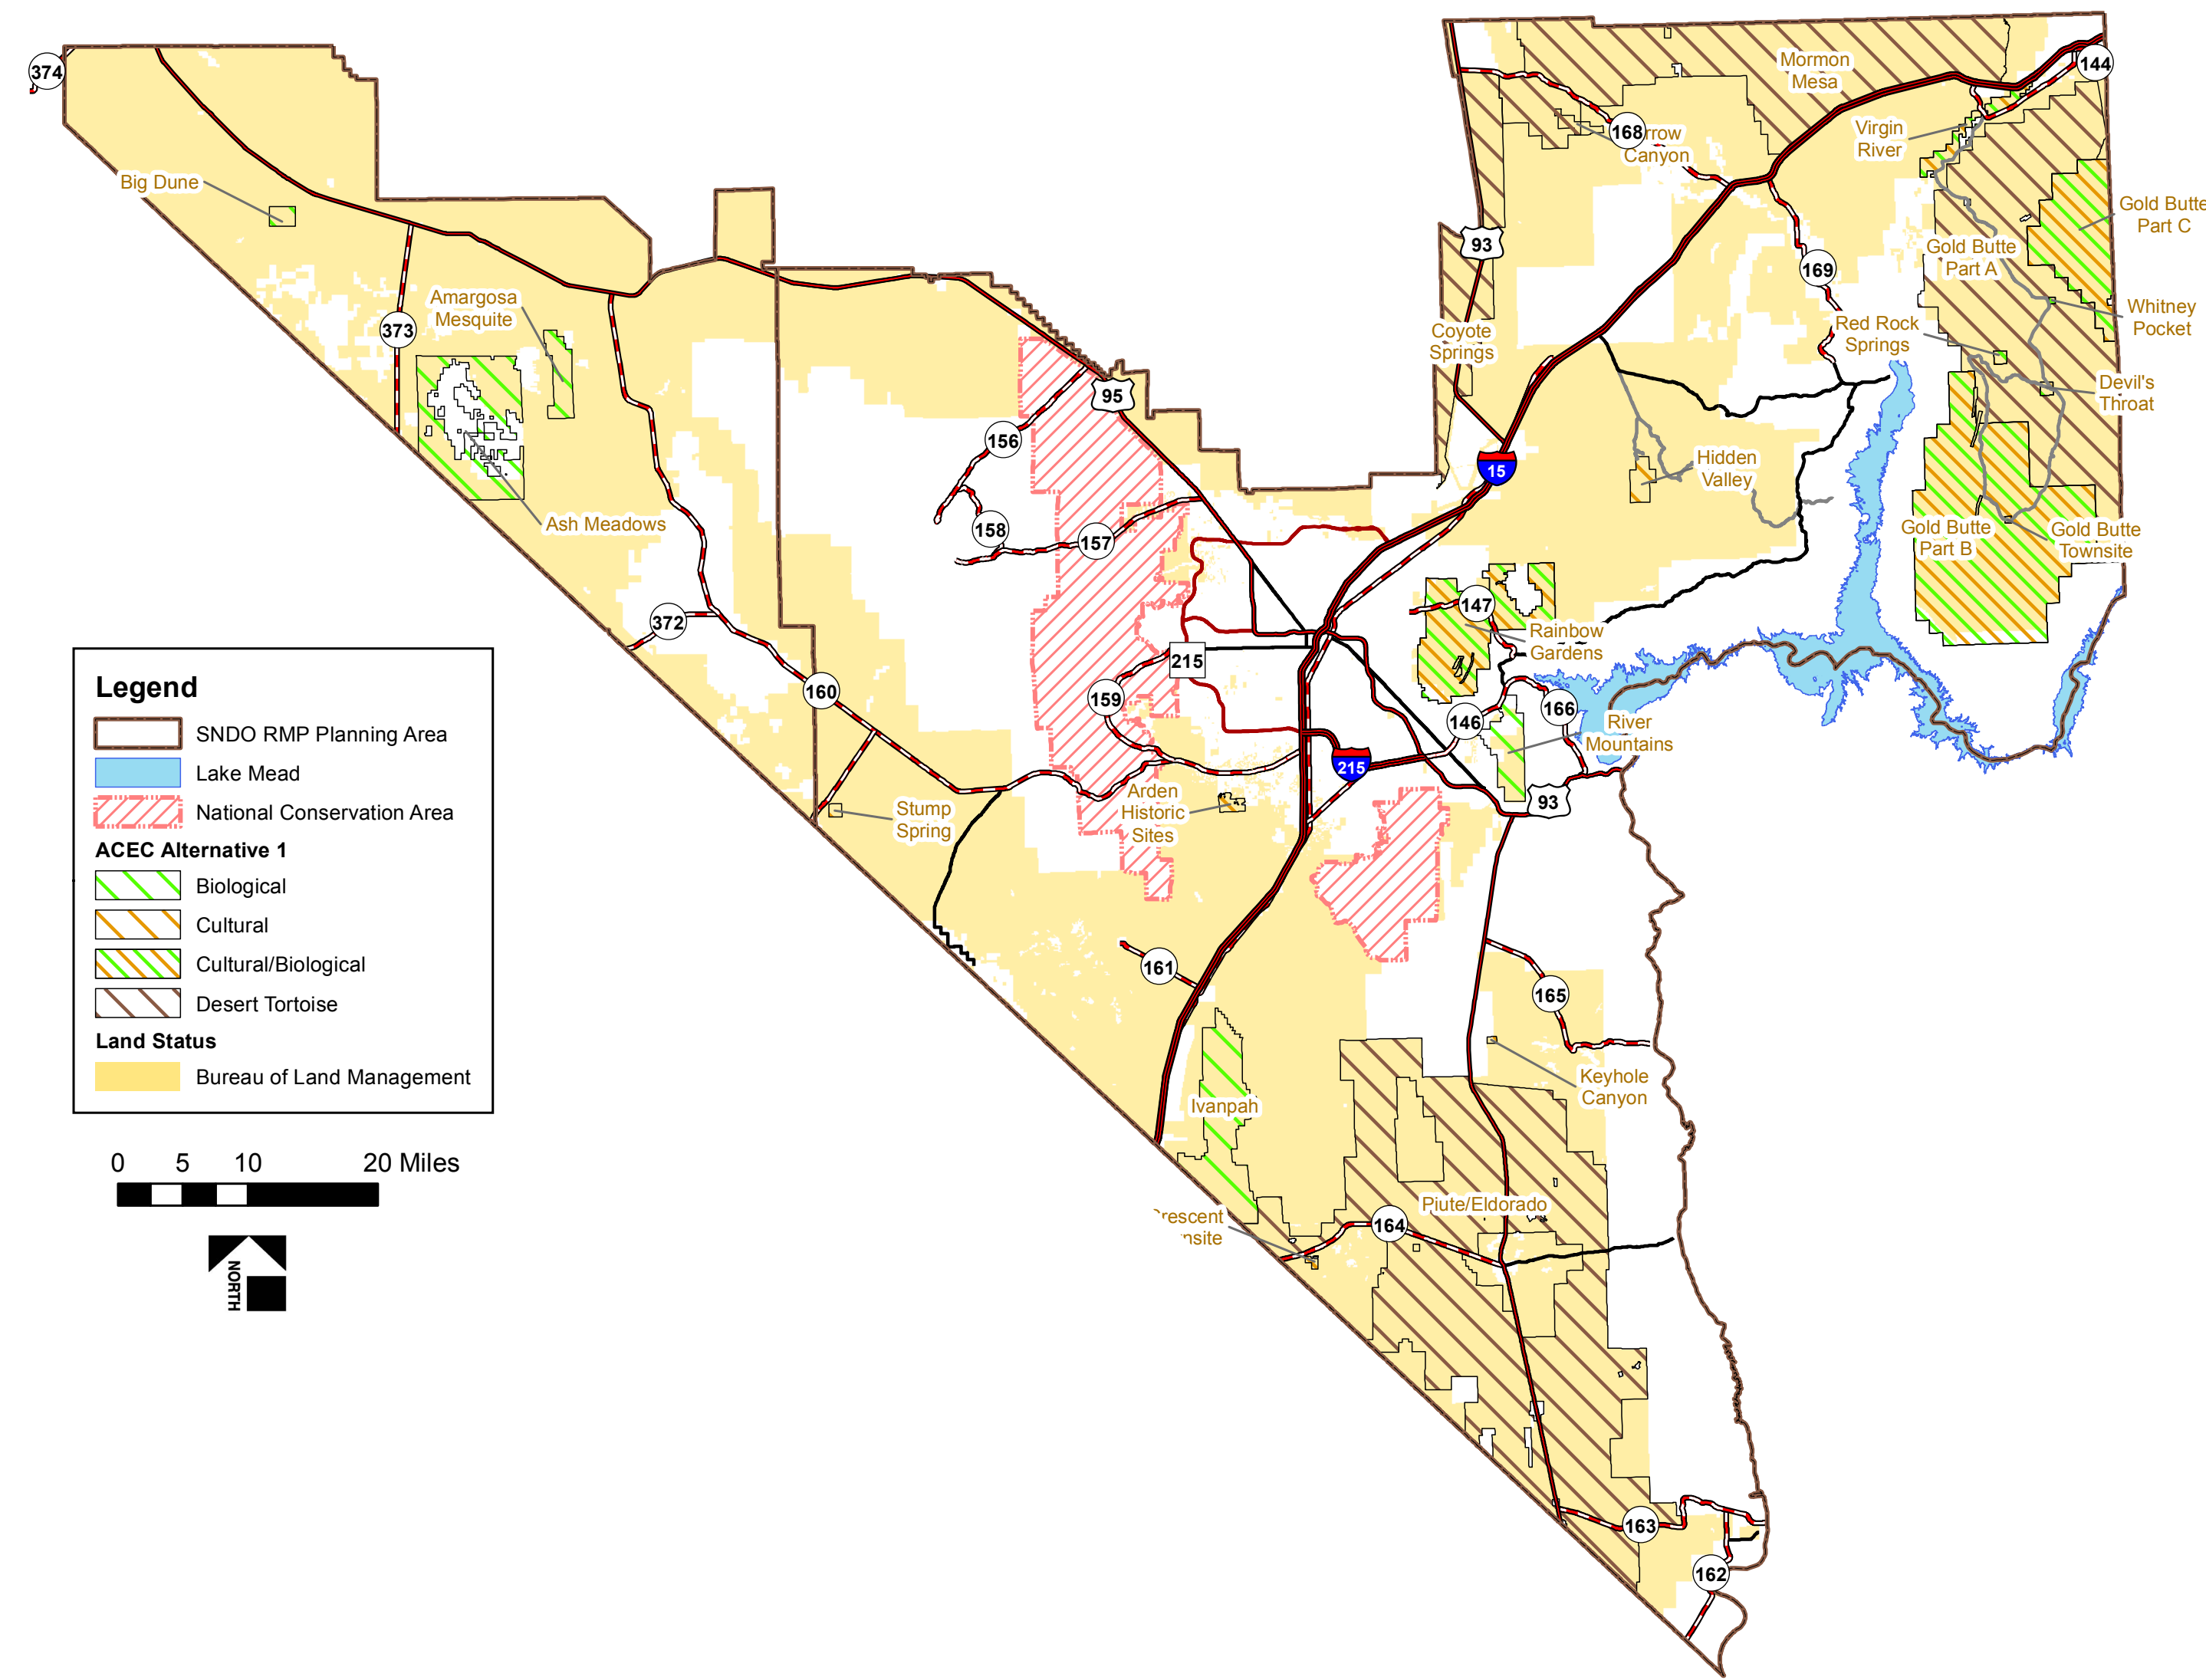 374
144
Mormon
Mesa
168
Canyon
Virgin
River
Big Dune
Gold Butte
Part C
93
Gold Butte
Part A
169
Amargosa
Mesquite
373
Whitney
Pocket
Coyote
Springs
Red Rock
Springs
95
Devil's
Throat
156
15
Hidden
Valley
Ash Meadows
158
157
Gold Butte
Part B
Gold Butte
Townsite
147
372
Rainbow
Gardens
215
160
159
146
166
River
Mountains
215
93
Arden
Historic
Sites
Stump
Spring
161
165
Keyhole
Canyon
Ivanpah
Piute/Eldorado
164
163
162
Legend
SNDO RMP Planning Area
Lake Mead
National Conservation Area
ACEC Alternative 1
Biological
Cultural
Cultural/Biological
Desert Tortoise
Land Status
Bureau of Land Management
0 5 10 20 Miles
NORTH